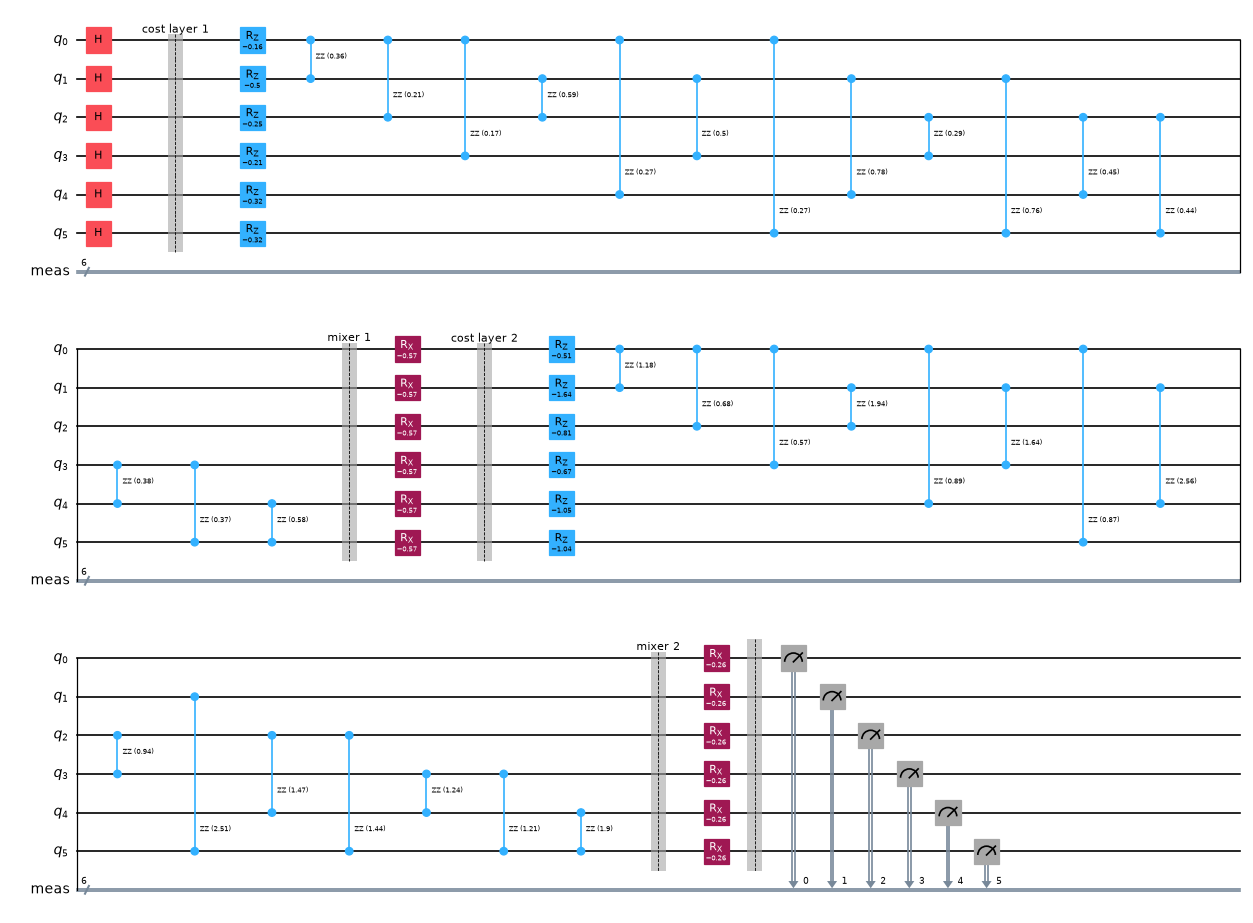 cost layer 1
q0 H RZ −0.16
ZZ (0.36)
q1 H RZ −0.5
ZZ (0.21) ZZ (0.59)
q2 H RZ −0.25
ZZ (0.17) ZZ (0.5) ZZ (0.29)
q3 H RZ −0.21
ZZ (0.27) ZZ (0.78) ZZ (0.45)
q4 H RZ −0.32
ZZ (0.27) ZZ (0.76) ZZ (0.44)
q5 H RZ −0.32
6
meas
mixer 1 cost layer 2
q0 RX −0.57 RZ −0.51
ZZ (1.18)
q1 RX −0.57 RZ −1.64
ZZ (0.68) ZZ (1.94)
q2 RX −0.57 RZ −0.81
ZZ (0.57) ZZ (1.64)
q3 RX −0.57 RZ −0.67
ZZ (0.38) ZZ (0.89) ZZ (2.56)
q4 RX −0.57 RZ −1.05
ZZ (0.37) ZZ (0.58) ZZ (0.87)
q5 RX −0.57 RZ −1.04
6
meas
mixer 2
q0 RX −0.26
q1 RX −0.26
q2 RX −0.26
ZZ (0.94)
q3 RX −0.26
ZZ (1.47) ZZ (1.24)
q4 RX −0.26
ZZ (2.51) ZZ (1.44) ZZ (1.21) ZZ (1.9)
q5 RX −0.26
6 0 1 2 3 4 5
meas